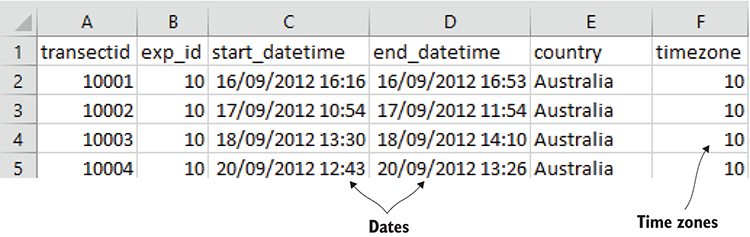 A B C D E F
1 transectid exp_id start_datetime end_datetime country timezone
2 10001 10 16/09/2012 16:16 16/09/2012 16:53 Australia 10
3 10002 10 17/09/2012 10:54 17/09/2012 11:54 Australia 10
4 10003 10 18/09/2012 13:30 18/09/2012 14:10 Australia 10
5 10004 10 20/09/2012 12:43 20/09/2012 13:26 Australia 10
Dates Time zones